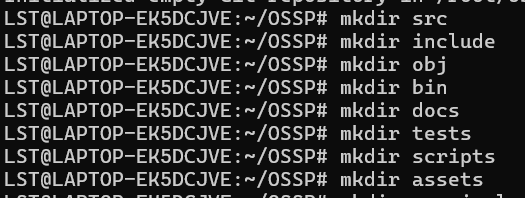 LST@LAPTOP-EK5DCJVE:~/OSSP# mkdir src
LST@LAPTOP-EK5DCJVE:~/OSSP# mkdir include
LST@LAPTOP-EK5DCJVE:~/OSSP# mkdir obj
LST@LAPTOP-EK5DCJVE:~/OSSP# mkdir bin
LST@LAPTOP-EK5DCJVE:~/OSSP# mkdir docs
LST@LAPTOP-EK5DCJVE:~/OSSP# mkdir tests
LST@LAPTOP-EK5DCJVE:~/OSSP# mkdir scripts
LST@LAPTOP-EK5DCJVE:~/OSSP# mkdir assets